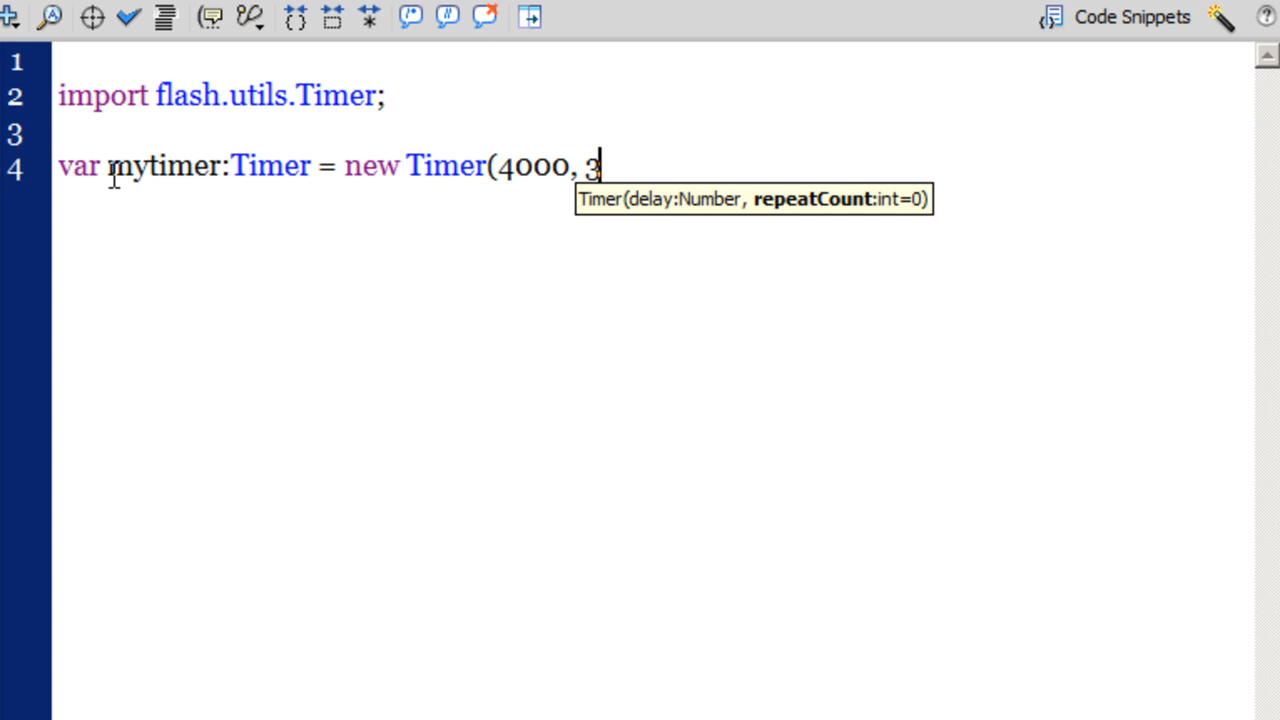 Code Snippets
1
2 import flash.utils.Timer;
3
4 var mytimer:Timer = new Timer(4000, 3
Timer(delay:Number, repeatCount:int=0)